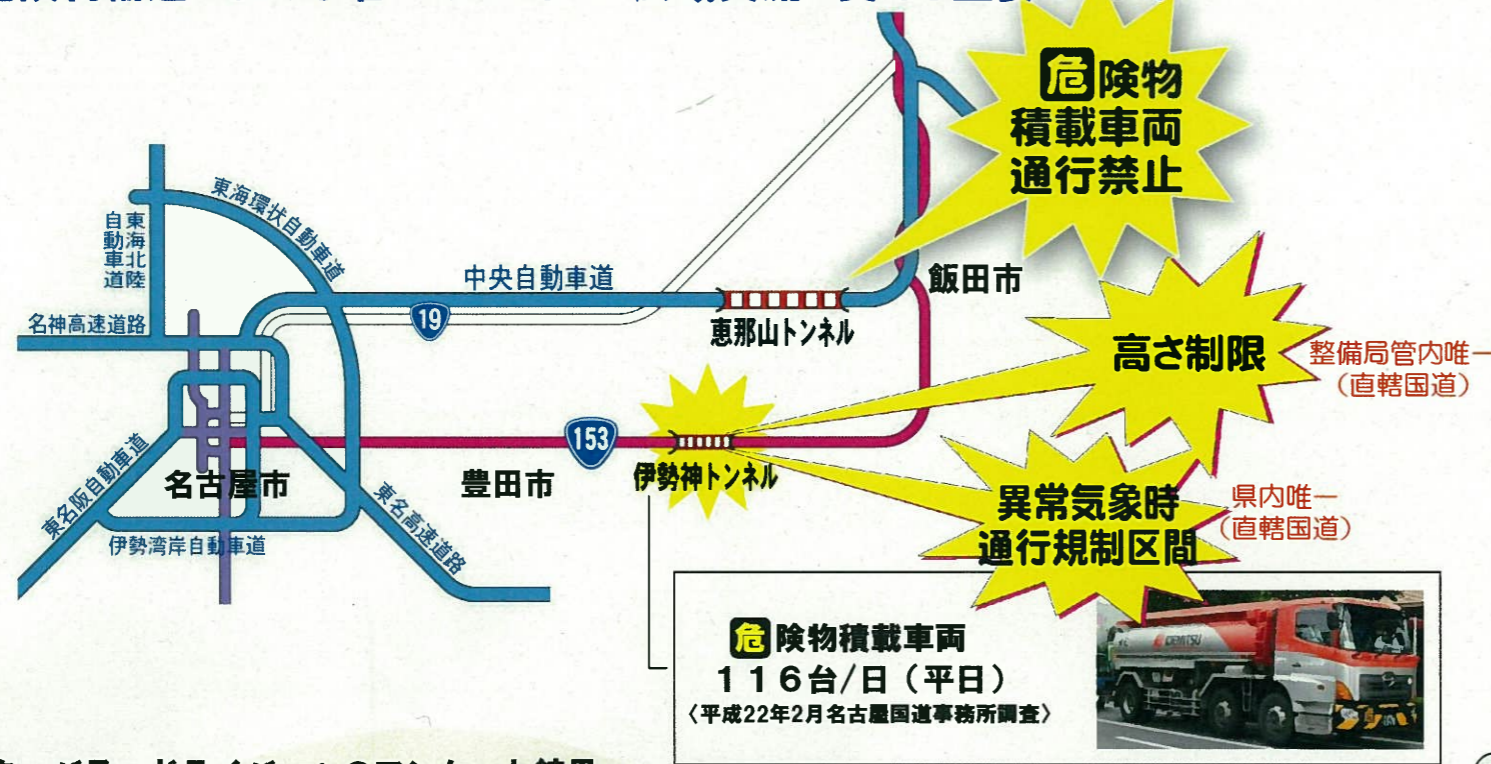 危険物
積載車両
通行禁止
東海環状自動車道
東海北陸
自動車道
中央自動車道
飯田市
名神高速道路
19
恵那山トンネル
高さ制限
整備局管内唯一
（直轄国道）
153
伊勢神トンネル
名古屋市
豊田市
東名阪自動車道
東名高速道路
伊勢湾岸自動車道
異常気象時
通行規制区間
県内唯一
（直轄国道）
危険物積載車両
116台/日（平日）
〈平成22年2月名古屋国道事務所調査〉
IDEMITSU